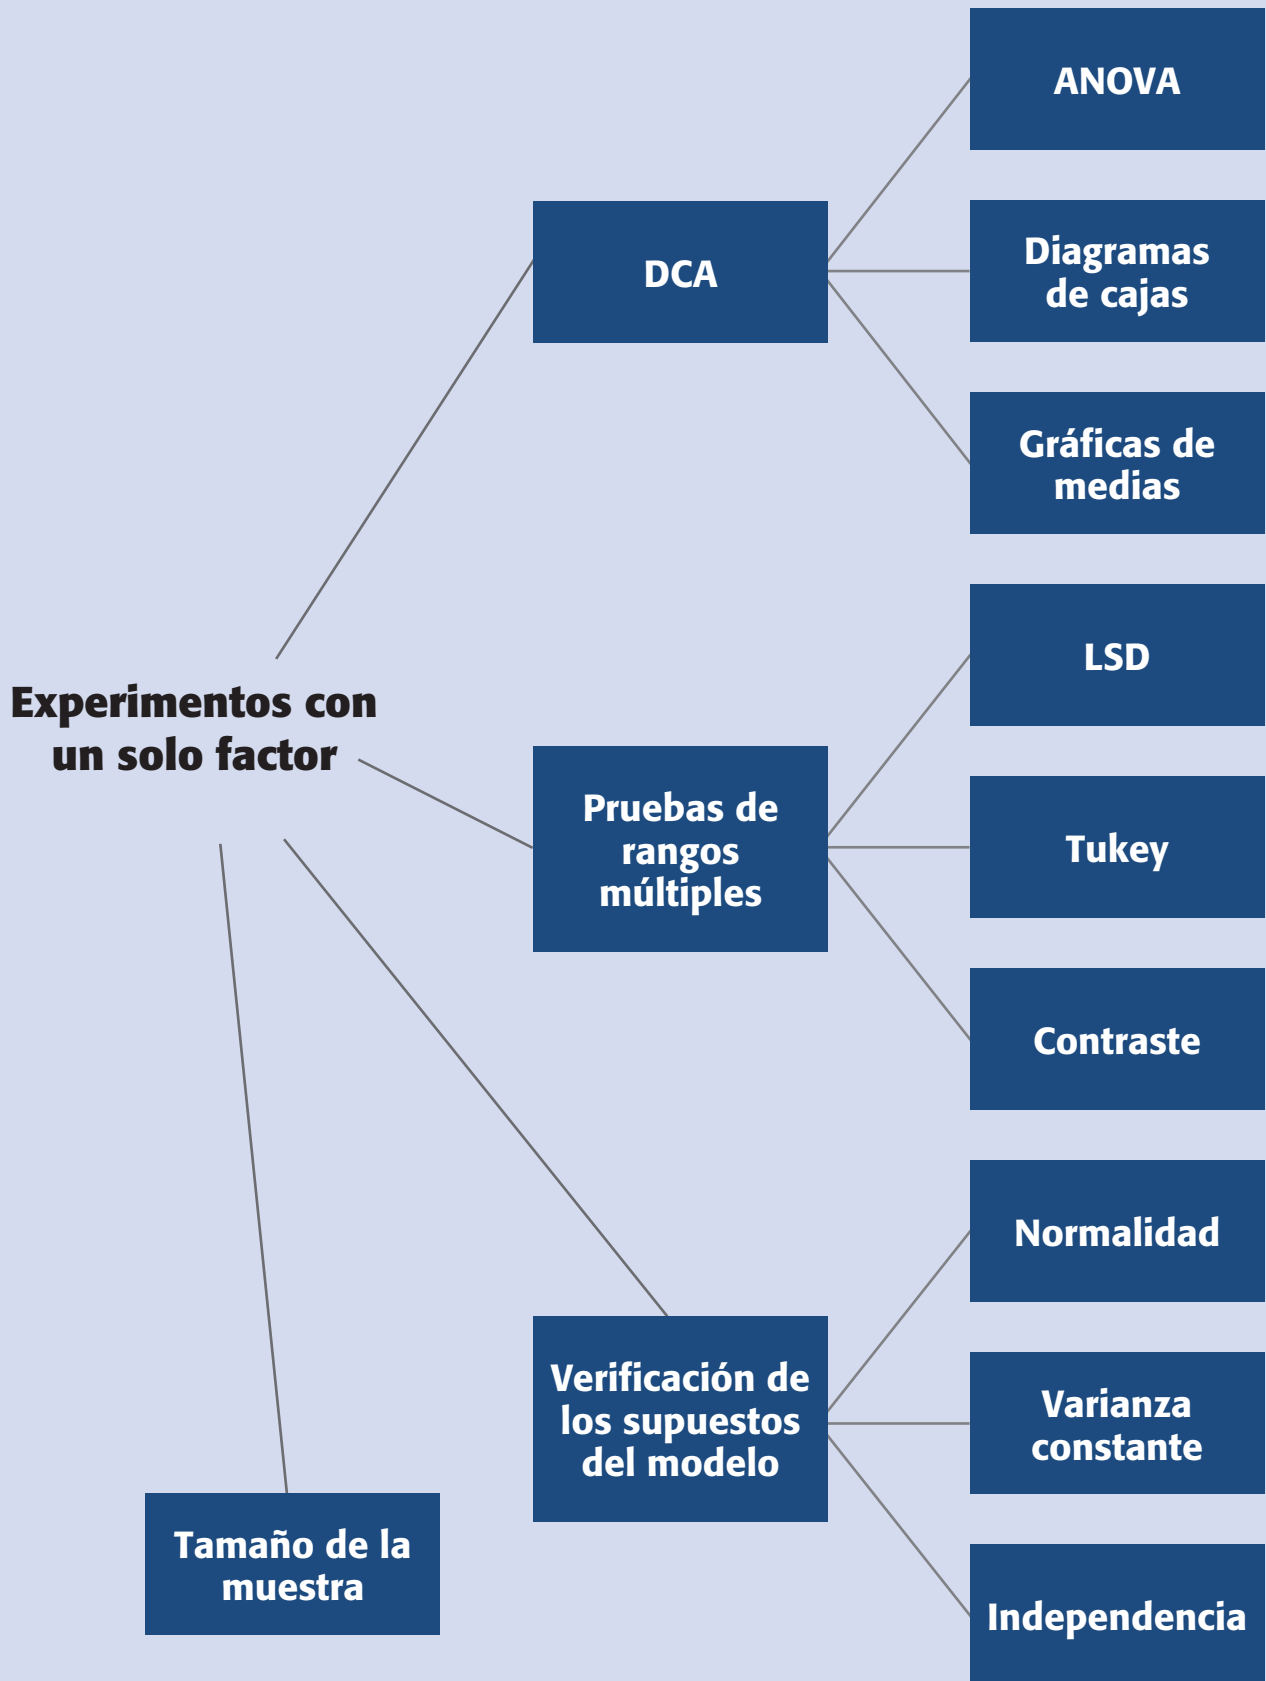 Experimentos con
un solo factor
DCA
ANOVA
Diagramas
de cajas
Gráficas de
medias
Pruebas de
rangos
múltiples
LSD
Tukey
Contraste
Verificación de
los supuestos
del modelo
Normalidad
Varianza
constante
Independencia
Tamaño de la
muestra